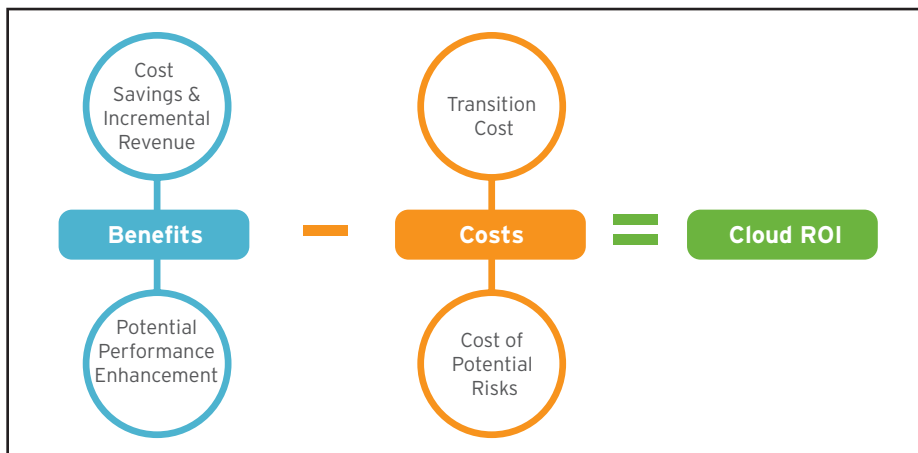 Cost
Savings &
Incremental
Revenue
Transition
Cost
Benefits
Costs
Cloud ROI
Potential
Performance
Enhancement
Cost of
Potential
Risks